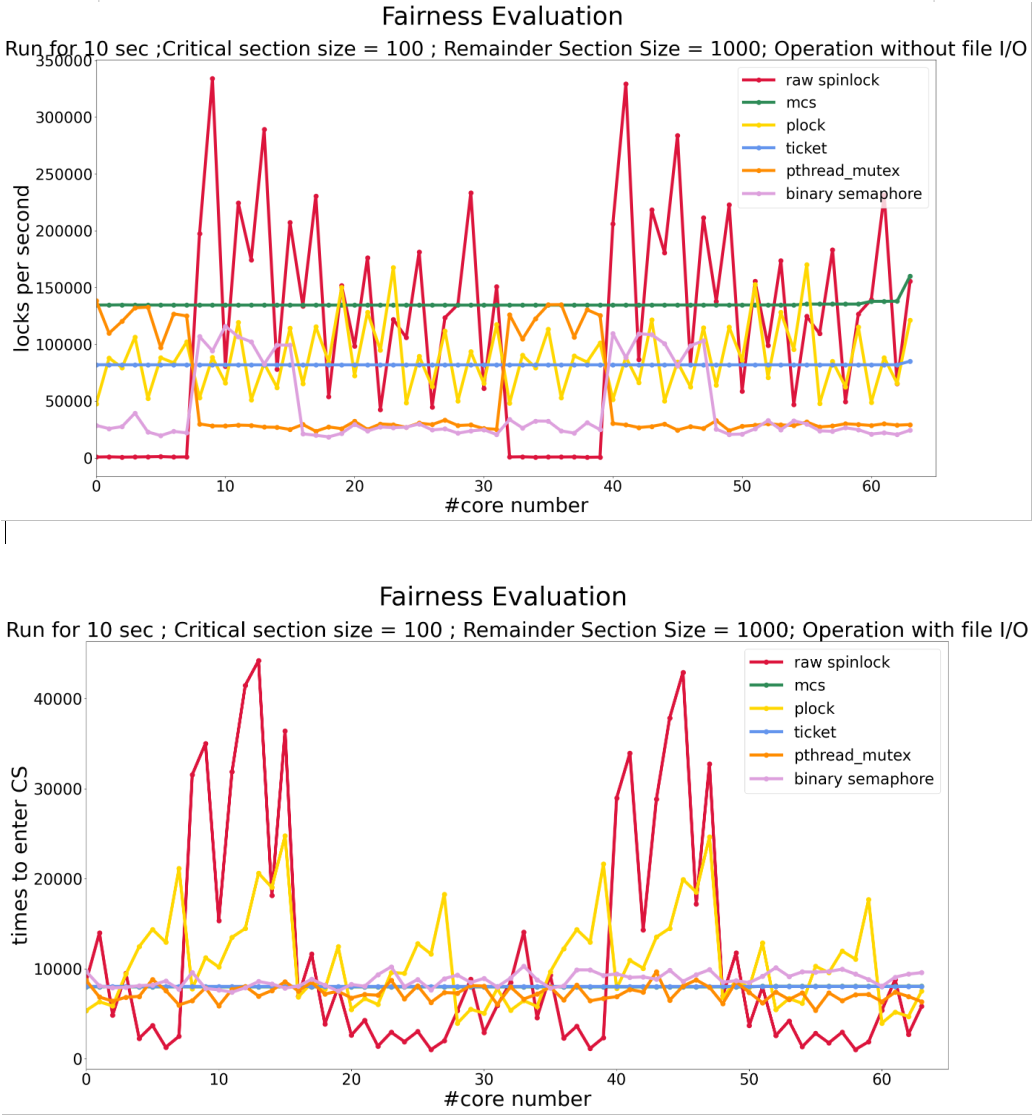 Fairness Evaluation
Run for 10 sec ;Critical section size = 100 ; Remainder Section Size = 1000; Operation without file I/O
350000
300000
250000
200000
150000
100000
50000
0
locks per second
raw spinlock
mcs
plock
ticket
pthread_mutex
binary semaphore
0 10 20 30 40 50 60
#core number
Fairness Evaluation
Run for 10 sec ; Critical section size = 100 ; Remainder Section Size = 1000; Operation with file I/O
40000
30000
20000
10000
0
times to enter CS
raw spinlock
mcs
plock
ticket
pthread_mutex
binary semaphore
0 10 20 30 40 50 60
#core number